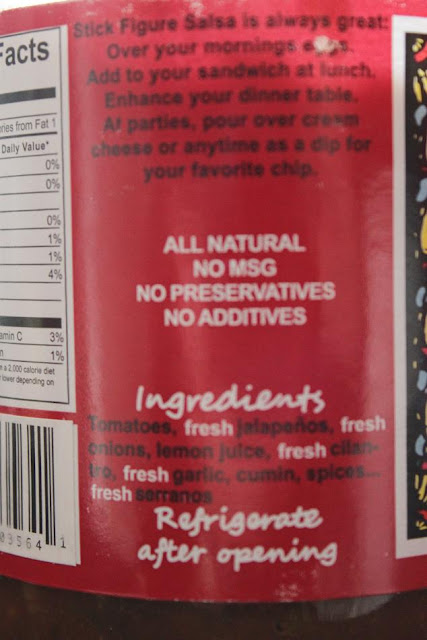 Facts
ries from Fat 1
Daily Value*
0%
0%
0%
1%
1%
4%
amin C 3%
n 1%
n a 2,000 calorie diet
lower depending on
03564 1
Stick Figure Salsa is always great:
Over your mornings eggs.
Add to your sandwich at lunch.
Enhance your dinner table.
At parties, pour over cream
cheese or anytime as a dip for
your favorite chip.
ALL NATURAL
NO MSG
NO PRESERVATIVES
NO ADDITIVES
Ingredients
Tomatoes, fresh jalapeños, fresh
onions, lemon juice, fresh cilan-
tro, fresh garlic, cumin, spices...
fresh serranos
Refrigerate
after opening